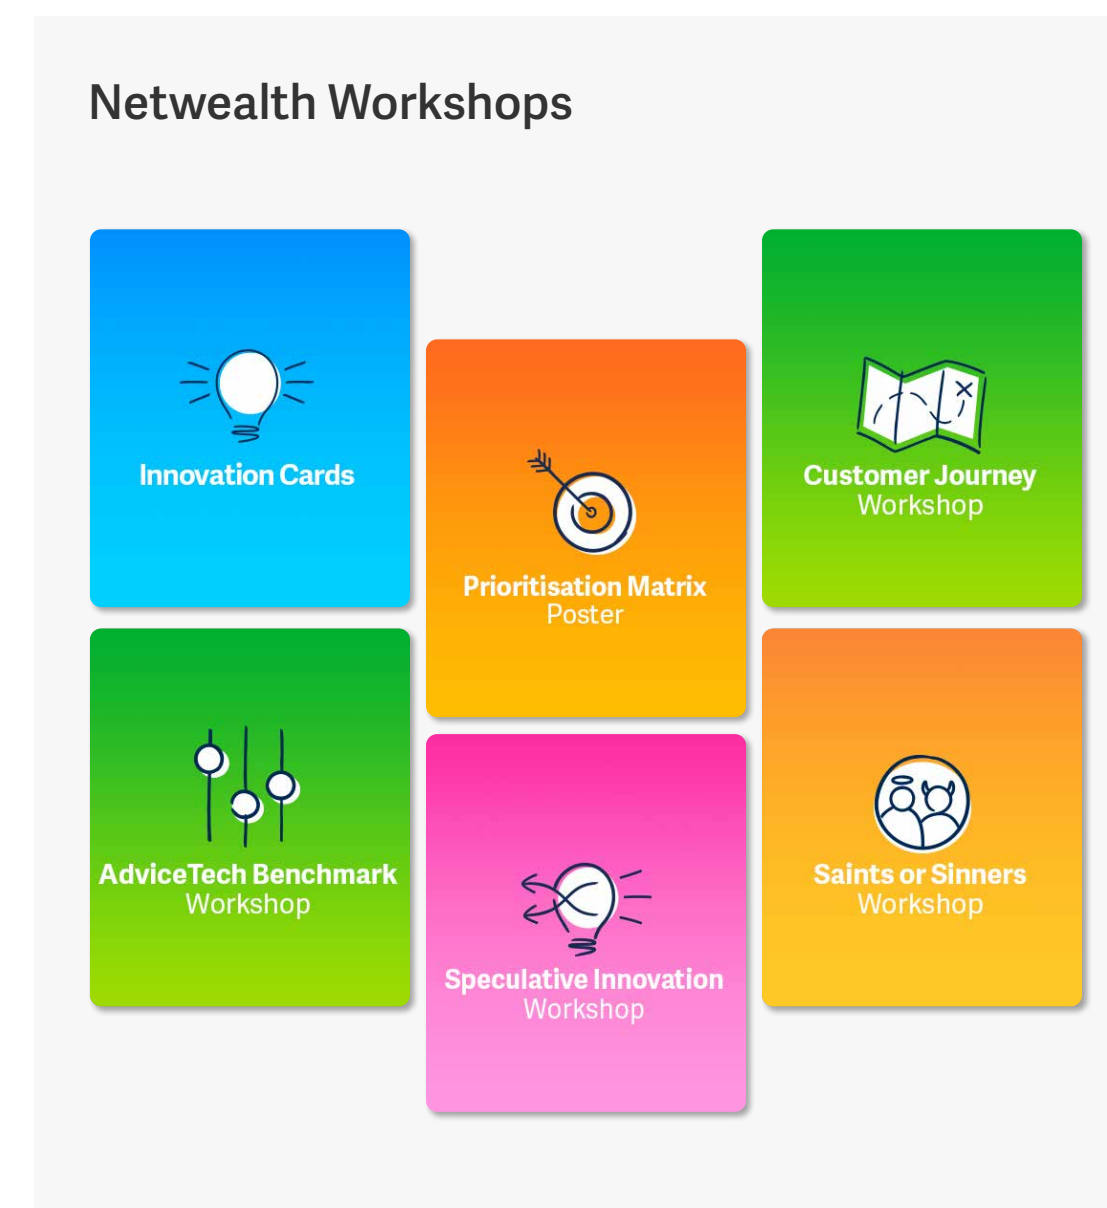 Netwealth Workshops
Innovation Cards
Prioritisation Matrix
Poster
Customer Journey
Workshop
AdviceTech Benchmark
Workshop
Speculative Innovation
Workshop
Saints or Sinners
Workshop